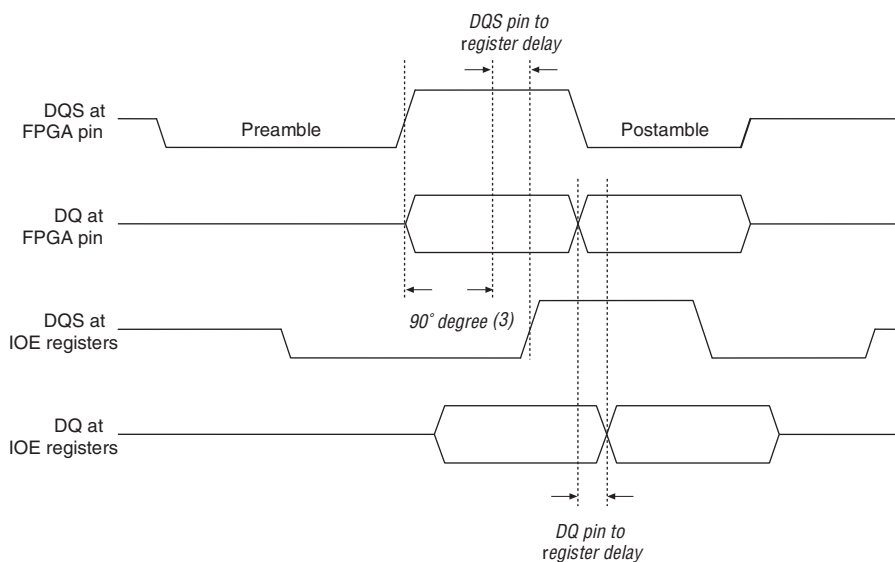 DQS pin to
register delay
DQS at
FPGA pin
Preamble
Postamble
DQ at
FPGA pin
90° degree (3)
DQS at
IOE registers
DQ at
IOE registers
DQ pin to
register delay